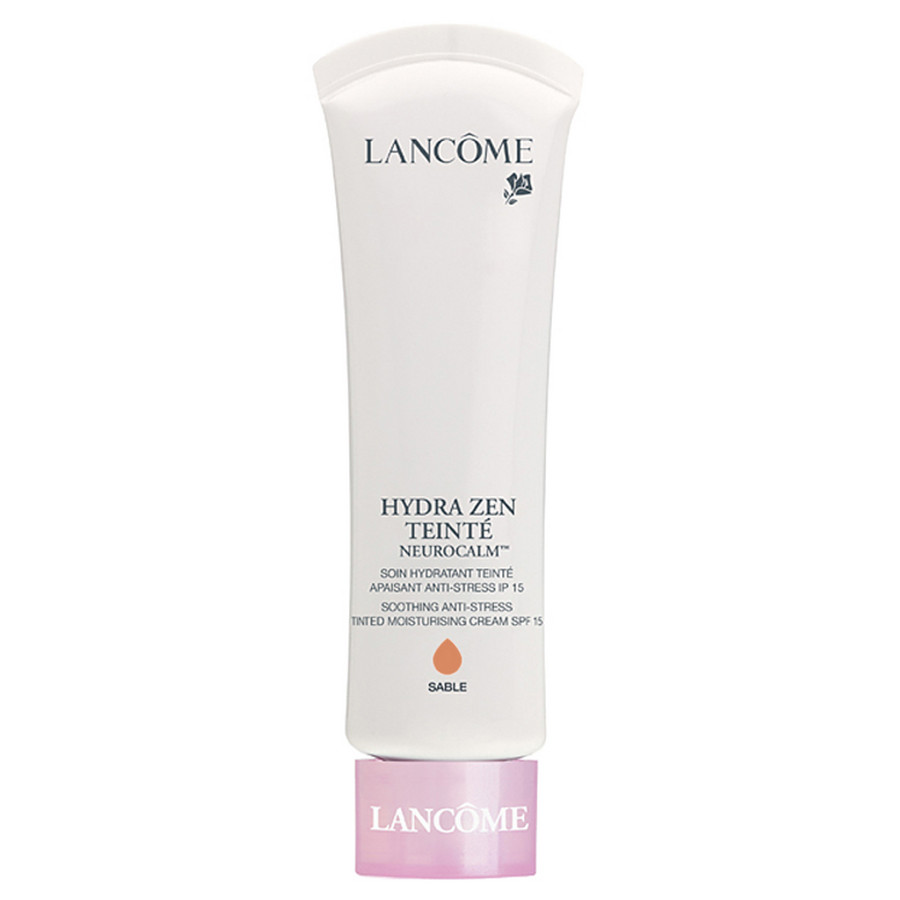 LANCÔME
HYDRA ZEN
TEINTÉ
NEUROCALM™
SOIN HYDRATANT TEINTÉ
APAISANT ANTI-STRESS IP 15
SOOTHING ANTI-STRESS
TINTED MOISTURISING CREAM SPF 15
SABLE
LANCÔME